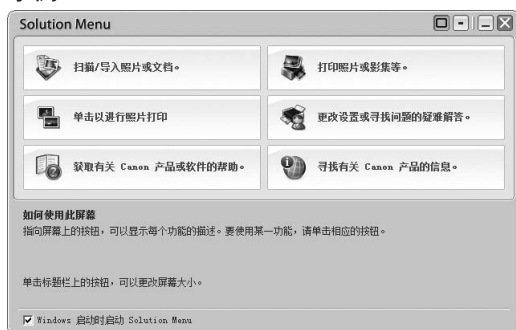 Solution Menu
扫描/导入照片或文档。
打印照片或影集等。
单击以进行照片打印
更改设置或寻找问题的疑难解答。
获取有关 Canon 产品或软件的帮助。
寻找有关 Canon 产品的信息。
如何使用此屏幕
指向屏幕上的按钮，可以显示每个功能的描述。要使用某一功能，请单击相应的按钮。
单击标题栏上的按钮，可以更改屏幕大小。
Windows 启动时启动 Solution Menu